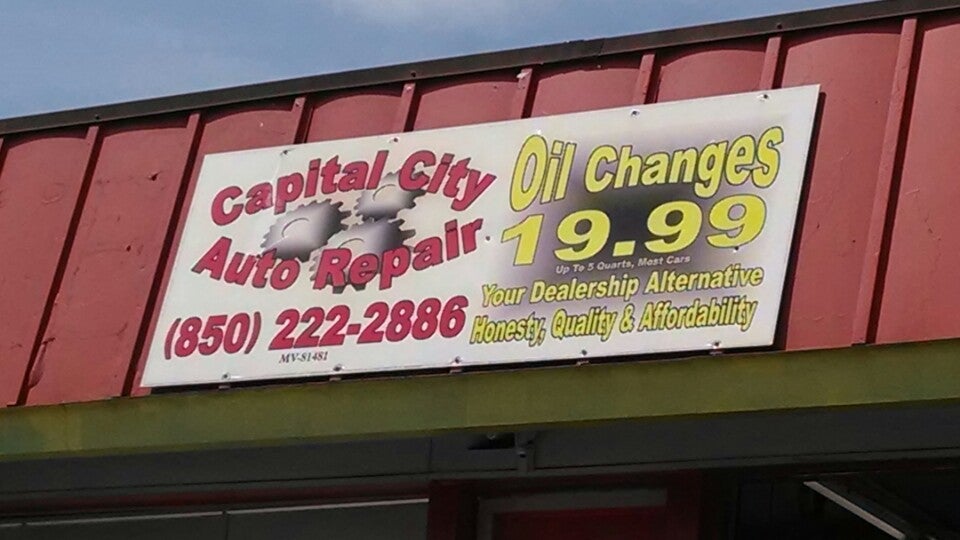 Capital City
Auto Repair
(850) 222-2886
MV-81481
Oil Changes
19.99
Up To 5 Quarts, Most Cars
Your Dealership Alternative
Honesty, Quality & Affordability